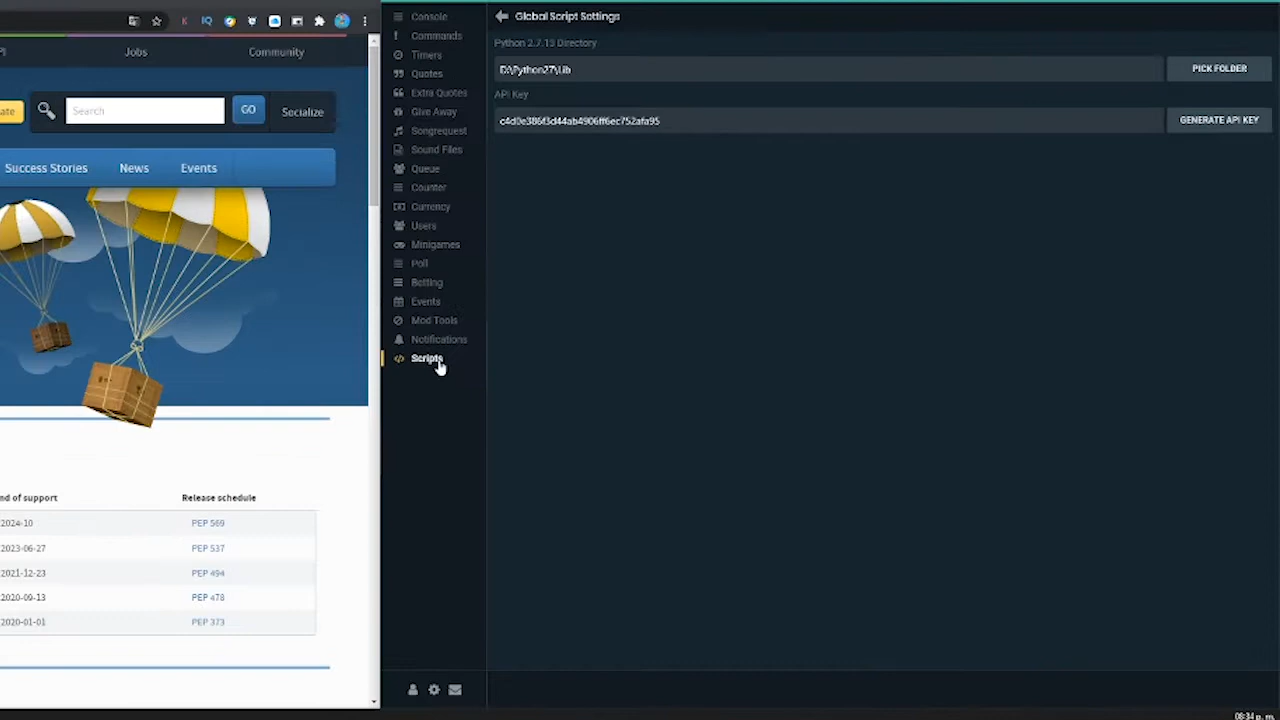 Jobs
Community
ate
Search
GO
Socialize
Success Stories
News
Events
nd of support
Release schedule
2024-10
PEP 569
2023-06-27
PEP 537
2021-12-23
PEP 494
2020-09-13
PEP 478
2020-01-01
PEP 373
Console
Commands
Timers
Quotes
Extra Quotes
Give Away
Songrequest
Sound Files
Queue
Counter
Currency
Users
Minigames
Poll
Betting
Events
Mod Tools
Notifications
Scripts
Global Script Settings
Python 2.7.13 Directory
D:\Python27\Lib
PICK FOLDER
API Key
c4d0e386f3d44ab4906ff6ec752afa95
GENERATE API KEY
08:34 p. m.